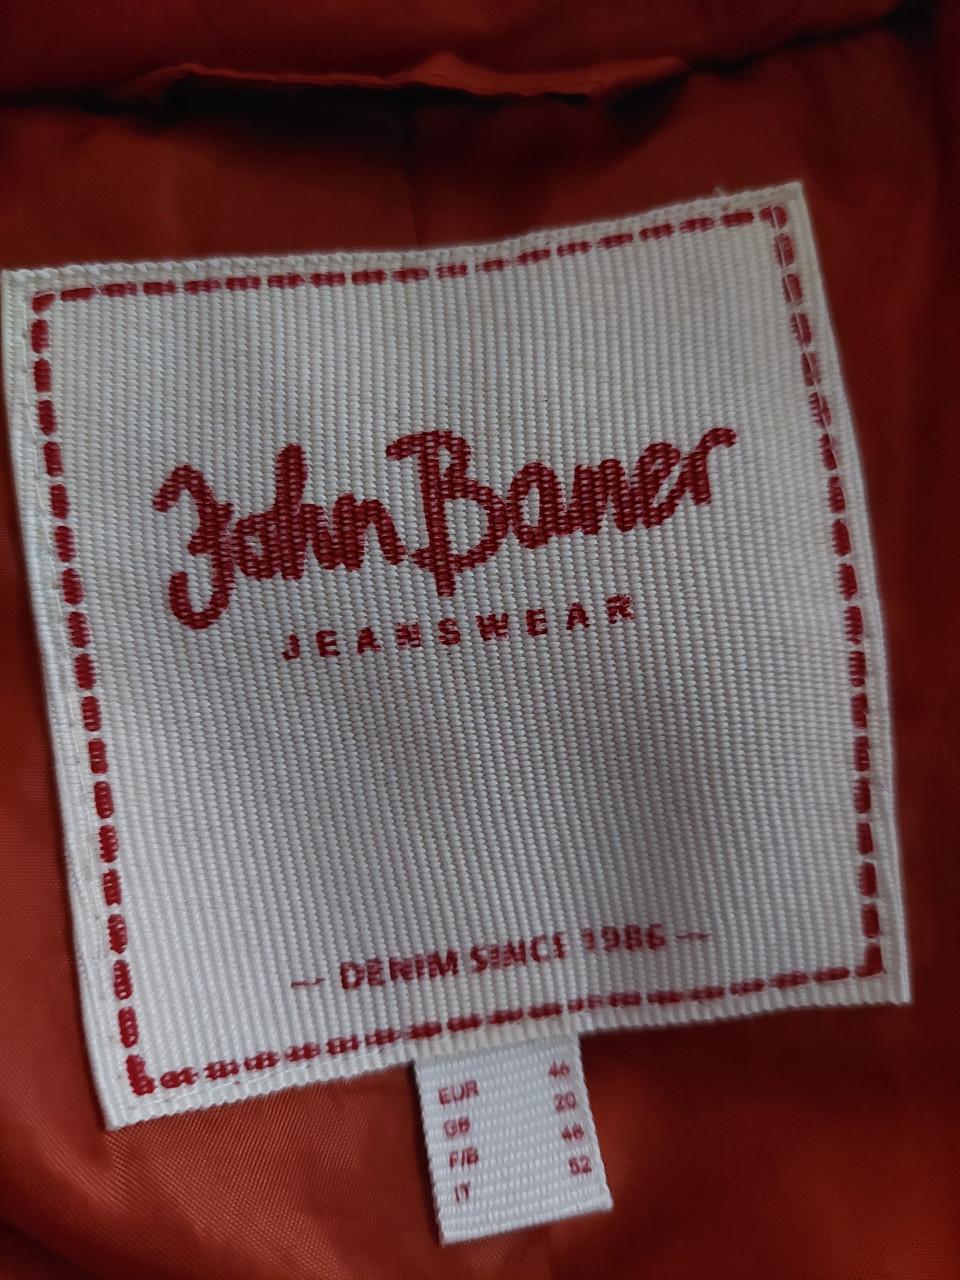 John Baner
JEANSWEAR
— DENIM SINCE 1986 —
EUR 46
GB 20
F/B 48
IT 52